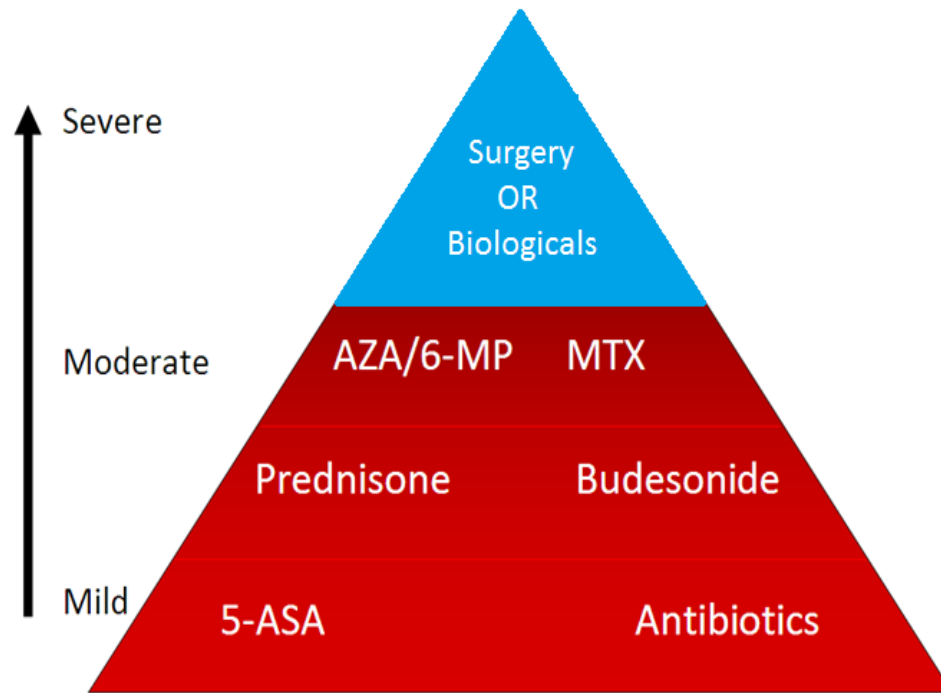 Severe
Surgery
OR
Biologicals
Moderate
AZA/6-MP MTX
Prednisone Budesonide
Mild
5-ASA Antibiotics